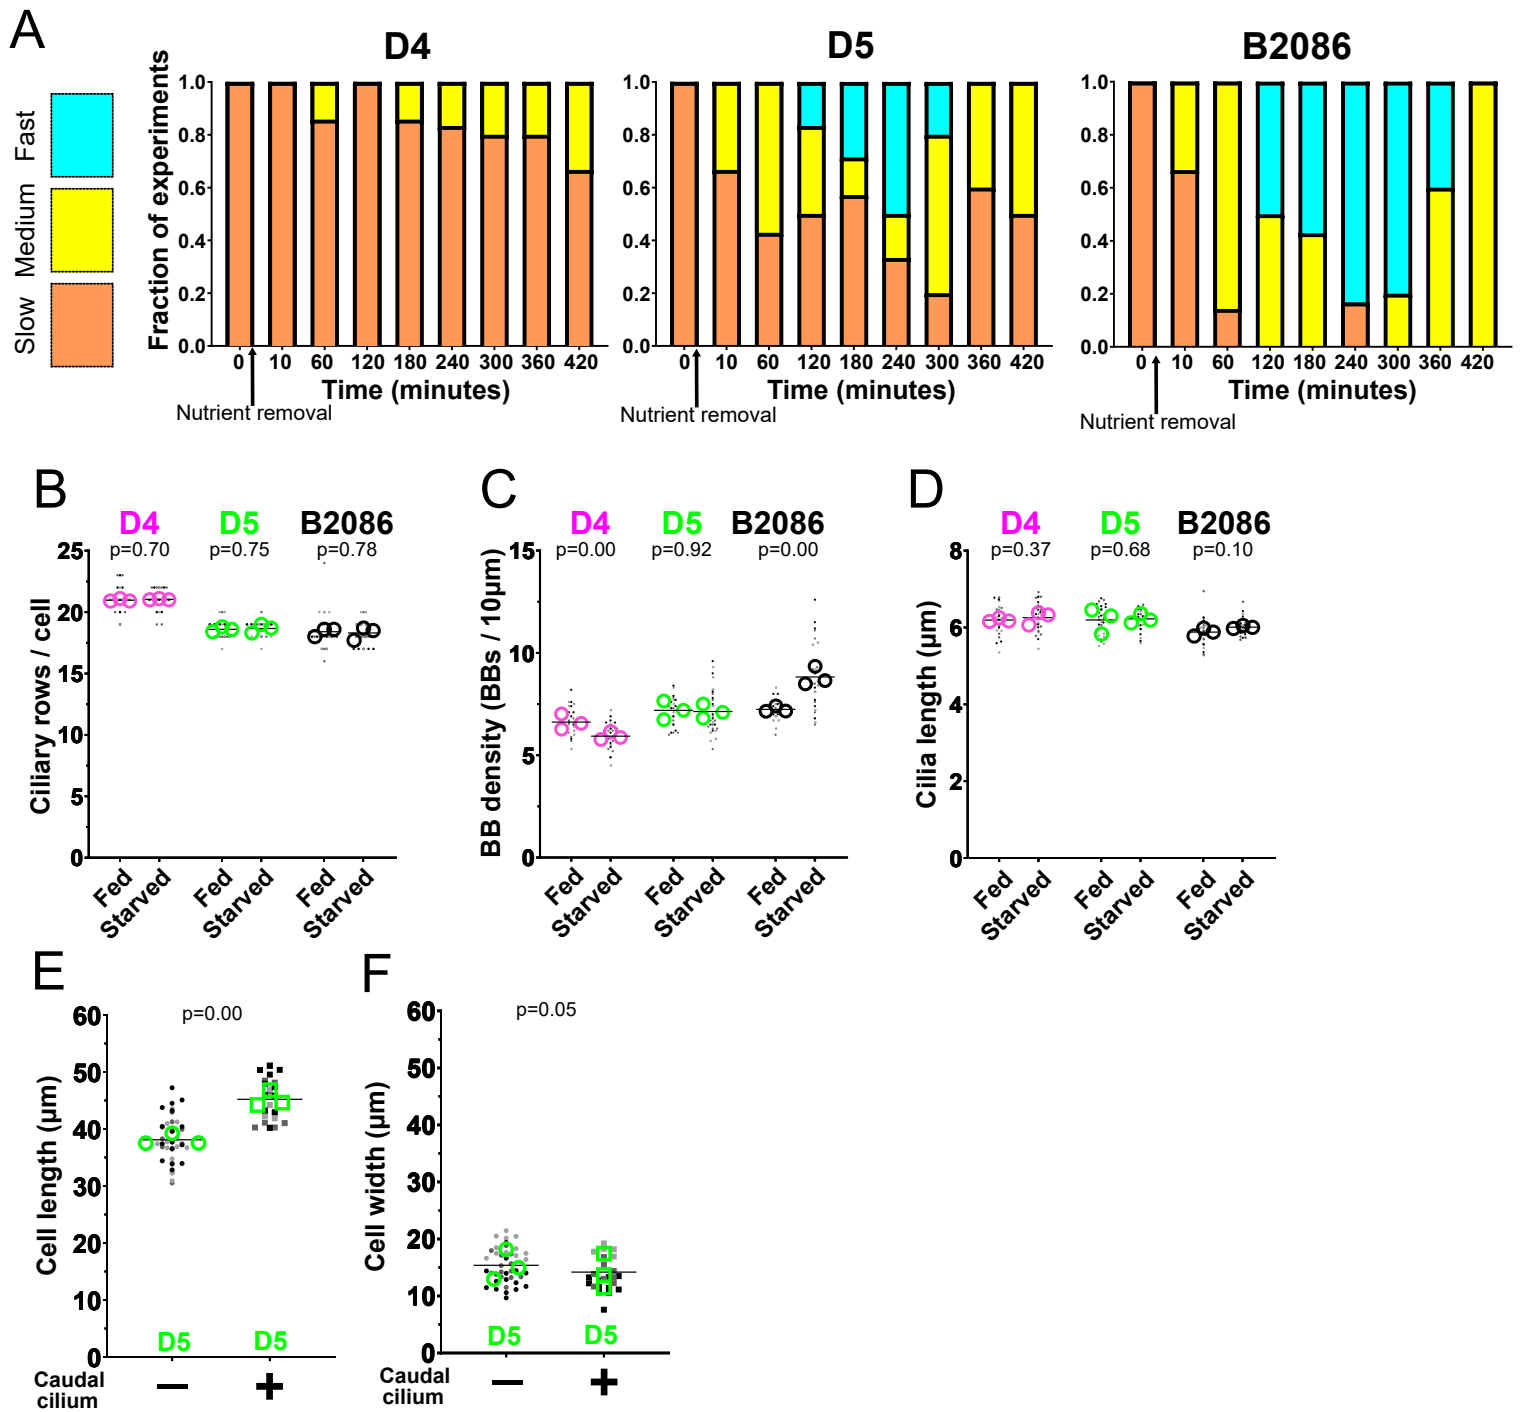 A
D4
D5
B2086
Fast
Medium
Slow
Fraction of experiments
1.0
0.8
0.6
0.4
0.2
0.0
0 10 60 120 180 240 300 360 420
Time (minutes)
Nutrient removal
1.0
0.8
0.6
0.4
0.2
0.0
0 10 60 120 180 240 300 360 420
Time (minutes)
Nutrient removal
1.0
0.8
0.6
0.4
0.2
0.0
0 10 60 120 180 240 300 360 420
Time (minutes)
Nutrient removal
B
D4 D5 B2086
p=0.70 p=0.75 p=0.78
Ciliary rows / cell
25
20
15
10
5
0
Fed
Starved
Fed
Starved
Fed
Starved
C
D4 D5 B2086
p=0.00 p=0.92 p=0.00
BB density (BBs / 10µm)
15
10
5
0
Fed
Starved
Fed
Starved
Fed
Starved
D
D4 D5 B2086
p=0.37 p=0.68 p=0.10
Cilia length (µm)
8
6
4
2
0
Fed
Starved
Fed
Starved
Fed
Starved
E
p=0.00
Cell length (µm)
60
50
40
30
20
10
0
D5 D5
Caudal
cilium
− +
F
p=0.05
Cell width (µm)
60
50
40
30
20
10
0
D5 D5
Caudal
cilium
− +